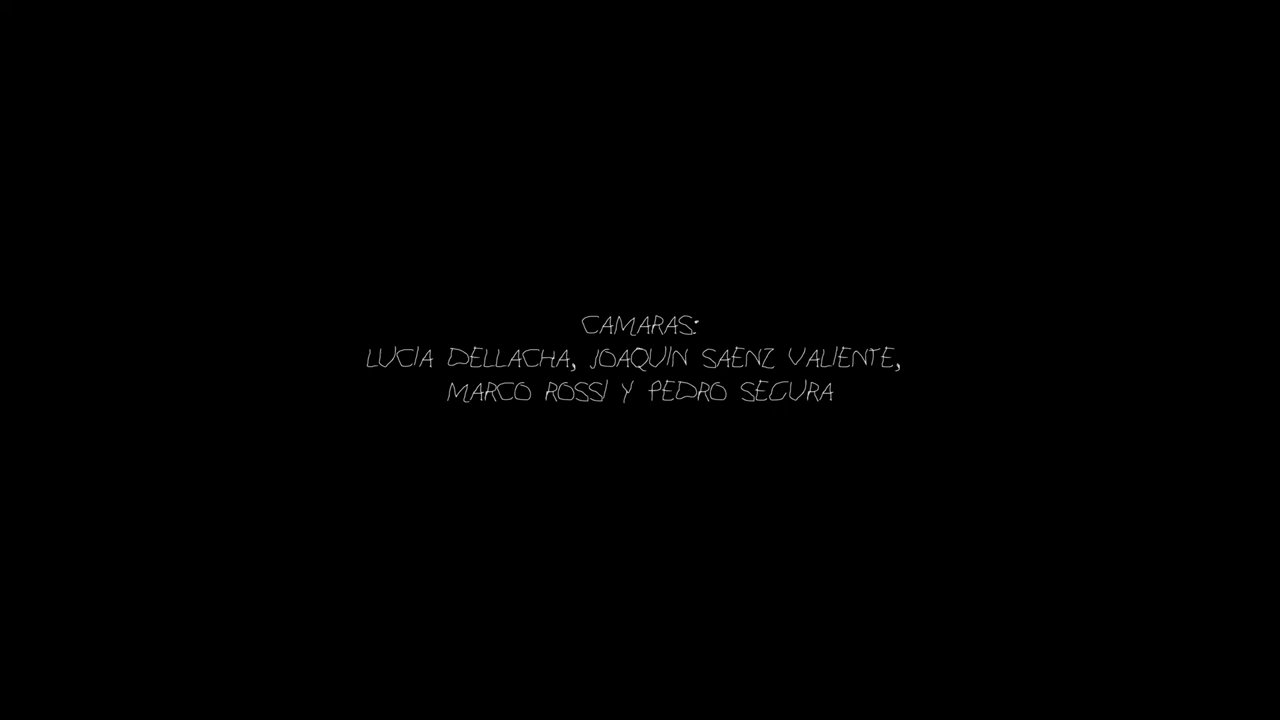 CAMARAS:
LUCIA DELLACHA, JOAQUIN SAENZ VALIENTE,
MARCO ROSSI Y PEDRO SEGURA